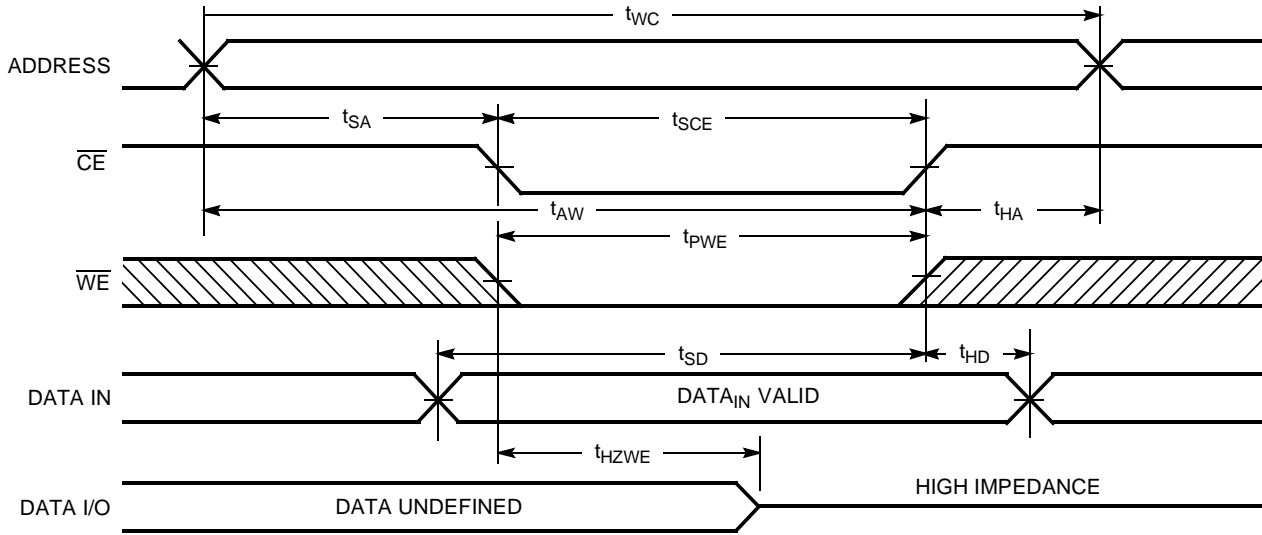 tWC
ADDRESS
tSA
tSCE
CE
tAW
tHA
tPWE
WE
tSD
tHD
DATA IN
DATAIN VALID
tHZWE
HIGH IMPEDANCE
DATA I/O
DATA UNDEFINED